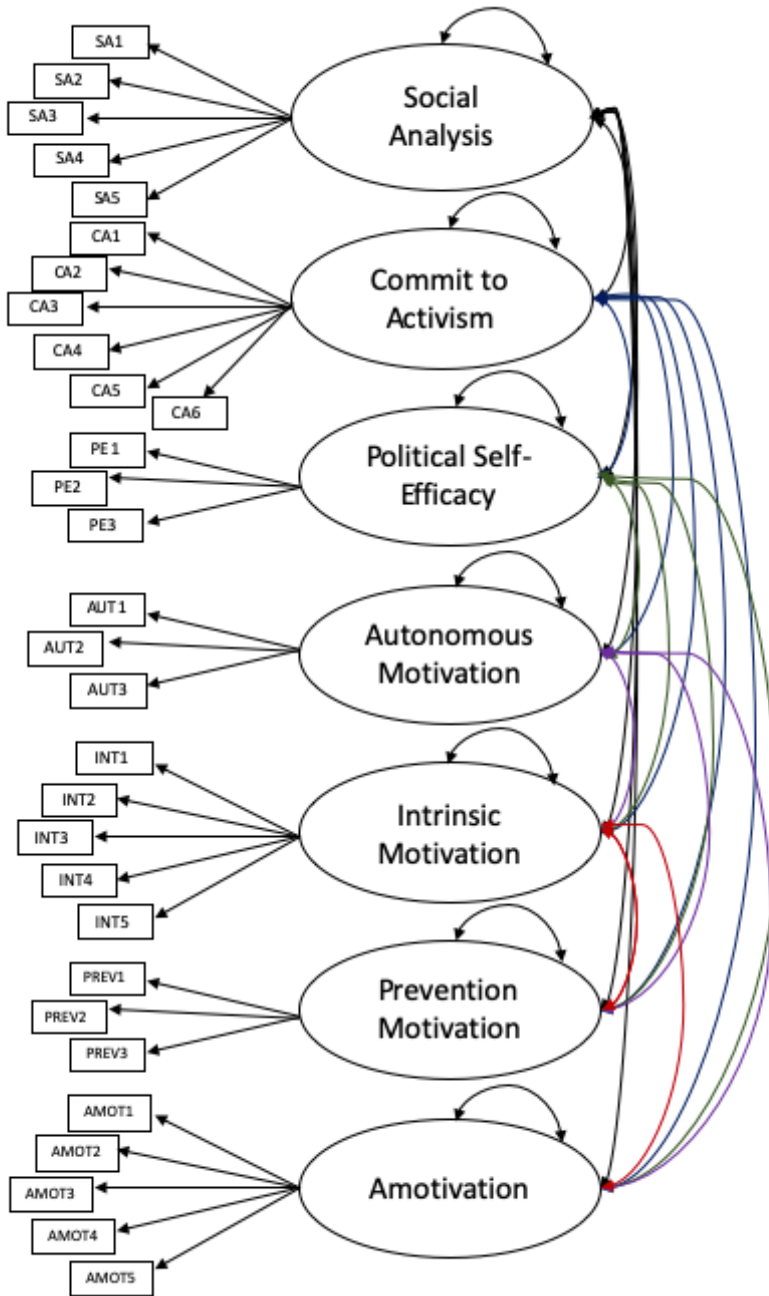 SA1
SA2
SA3
SA4
SA5
Social
Analysis
CA1
CA2
CA3
CA4
CA5
CA6
Commit to
Activism
PE1
PE2
PE3
Political Self-
Efficacy
AUT1
AUT2
AUT3
Autonomous
Motivation
INT1
INT2
INT3
INT4
INT5
Intrinsic
Motivation
PREV1
PREV2
PREV3
Prevention
Motivation
AMOT1
AMOT2
AMOT3
AMOT4
AMOT5
Amotivation